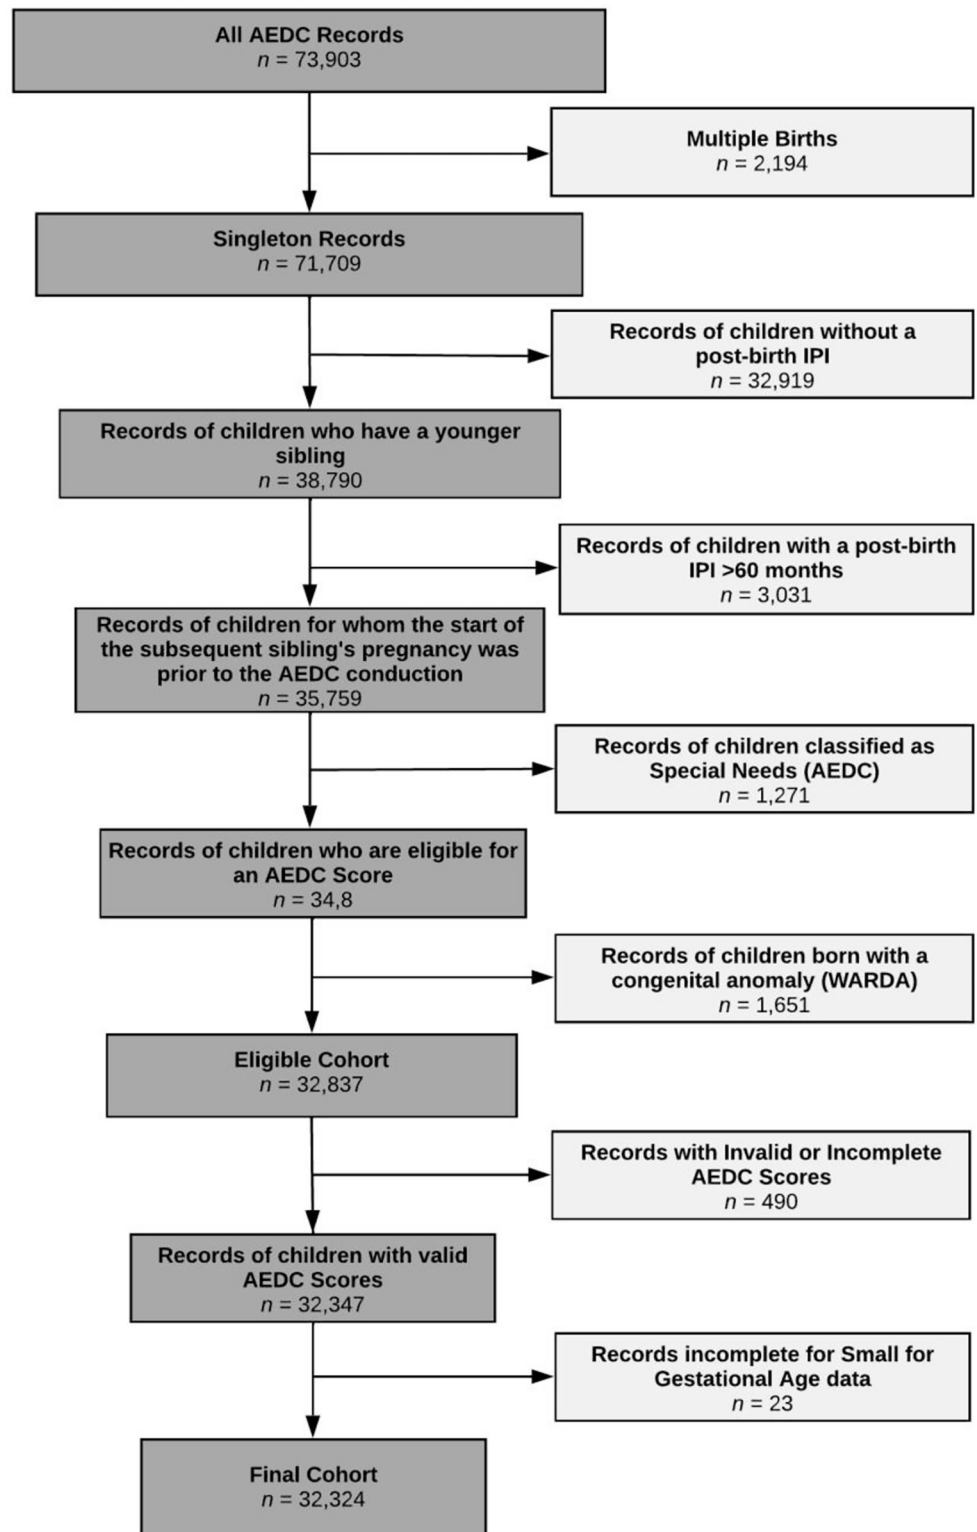 All AEDC Records
n = 73,903
Multiple Births
n = 2,194
Singleton Records
n = 71,709
Records of children without a
post-birth IPI
n = 32,919
Records of children who have a younger
sibling
n = 38,790
Records of children with a post-birth
IPI >60 months
n = 3,031
Records of children for whom the start of
the subsequent sibling's pregnancy was
prior to the AEDC conduction
n = 35,759
Records of children classified as
Special Needs (AEDC)
n = 1,271
Records of children who are eligible for
an AEDC Score
n = 34,8
Records of children born with a
congenital anomaly (WARDA)
n = 1,651
Eligible Cohort
n = 32,837
Records with Invalid or Incomplete
AEDC Scores
n = 490
Records of children with valid
AEDC Scores
n = 32,347
Records incomplete for Small for
Gestational Age data
n = 23
Final Cohort
n = 32,324